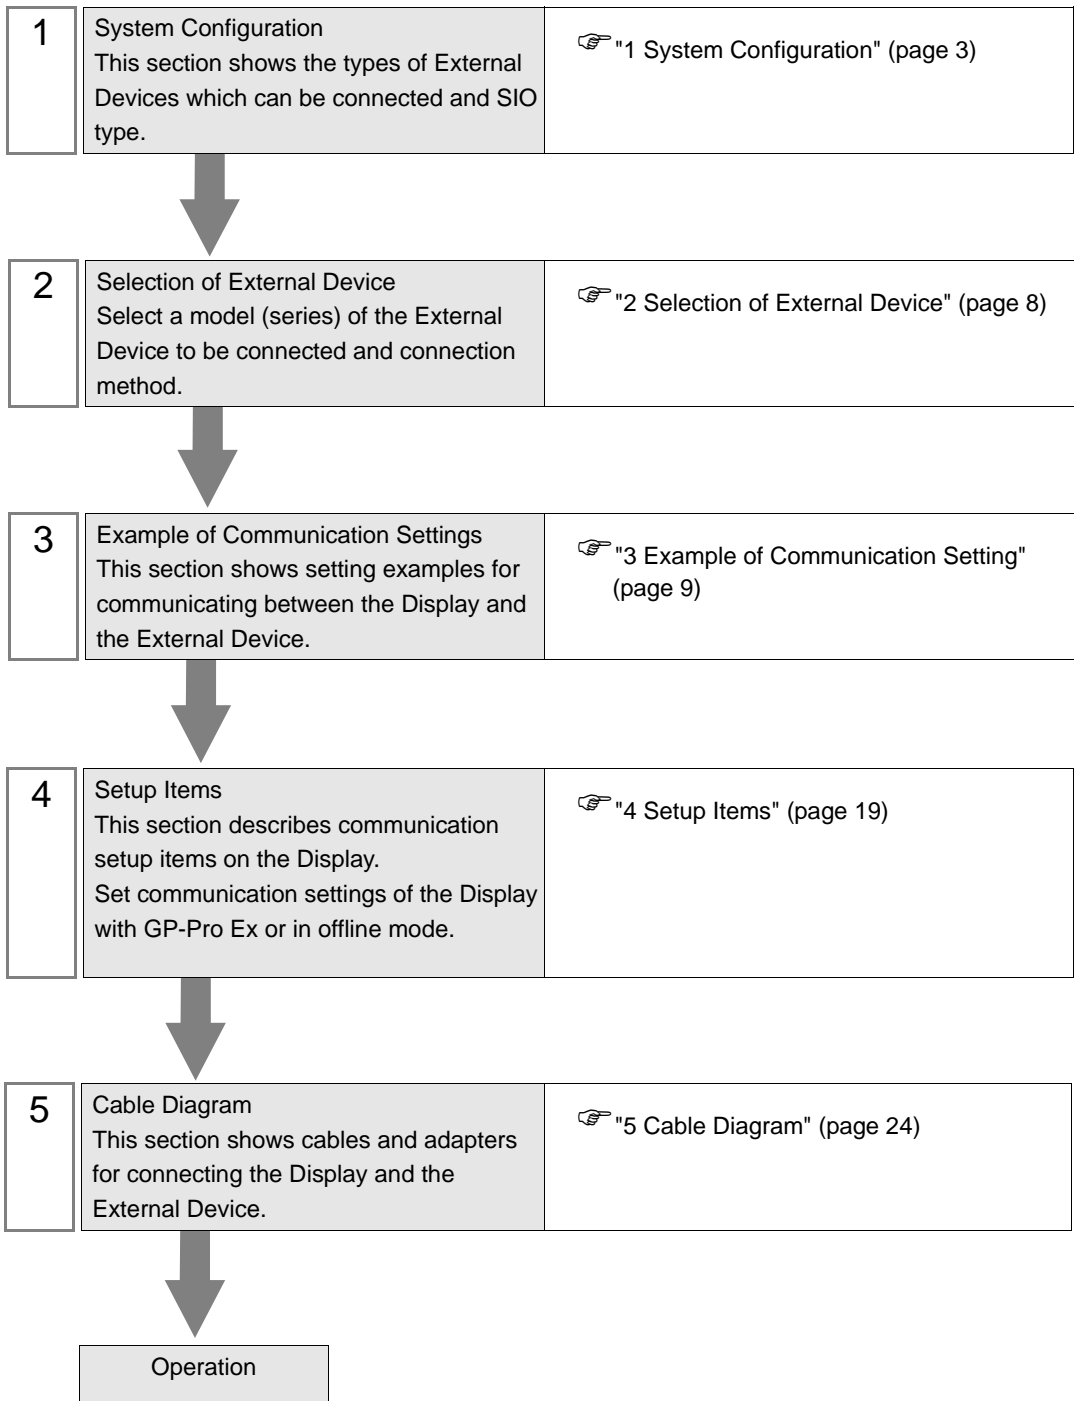 1
System Configuration
This section shows the types of External
Devices which can be connected and SIO
type.
"1 System Configuration" (page 3)
2
Selection of External Device
Select a model (series) of the External
Device to be connected and connection
method.
"2 Selection of External Device" (page 8)
3
Example of Communication Settings
This section shows setting examples for
communicating between the Display and
the External Device.
"3 Example of Communication Setting"
(page 9)
4
Setup Items
This section describes communication
setup items on the Display.
Set communication settings of the Display
with GP-Pro Ex or in offline mode.
"4 Setup Items" (page 19)
5
Cable Diagram
This section shows cables and adapters
for connecting the Display and the
External Device.
"5 Cable Diagram" (page 24)
Operation